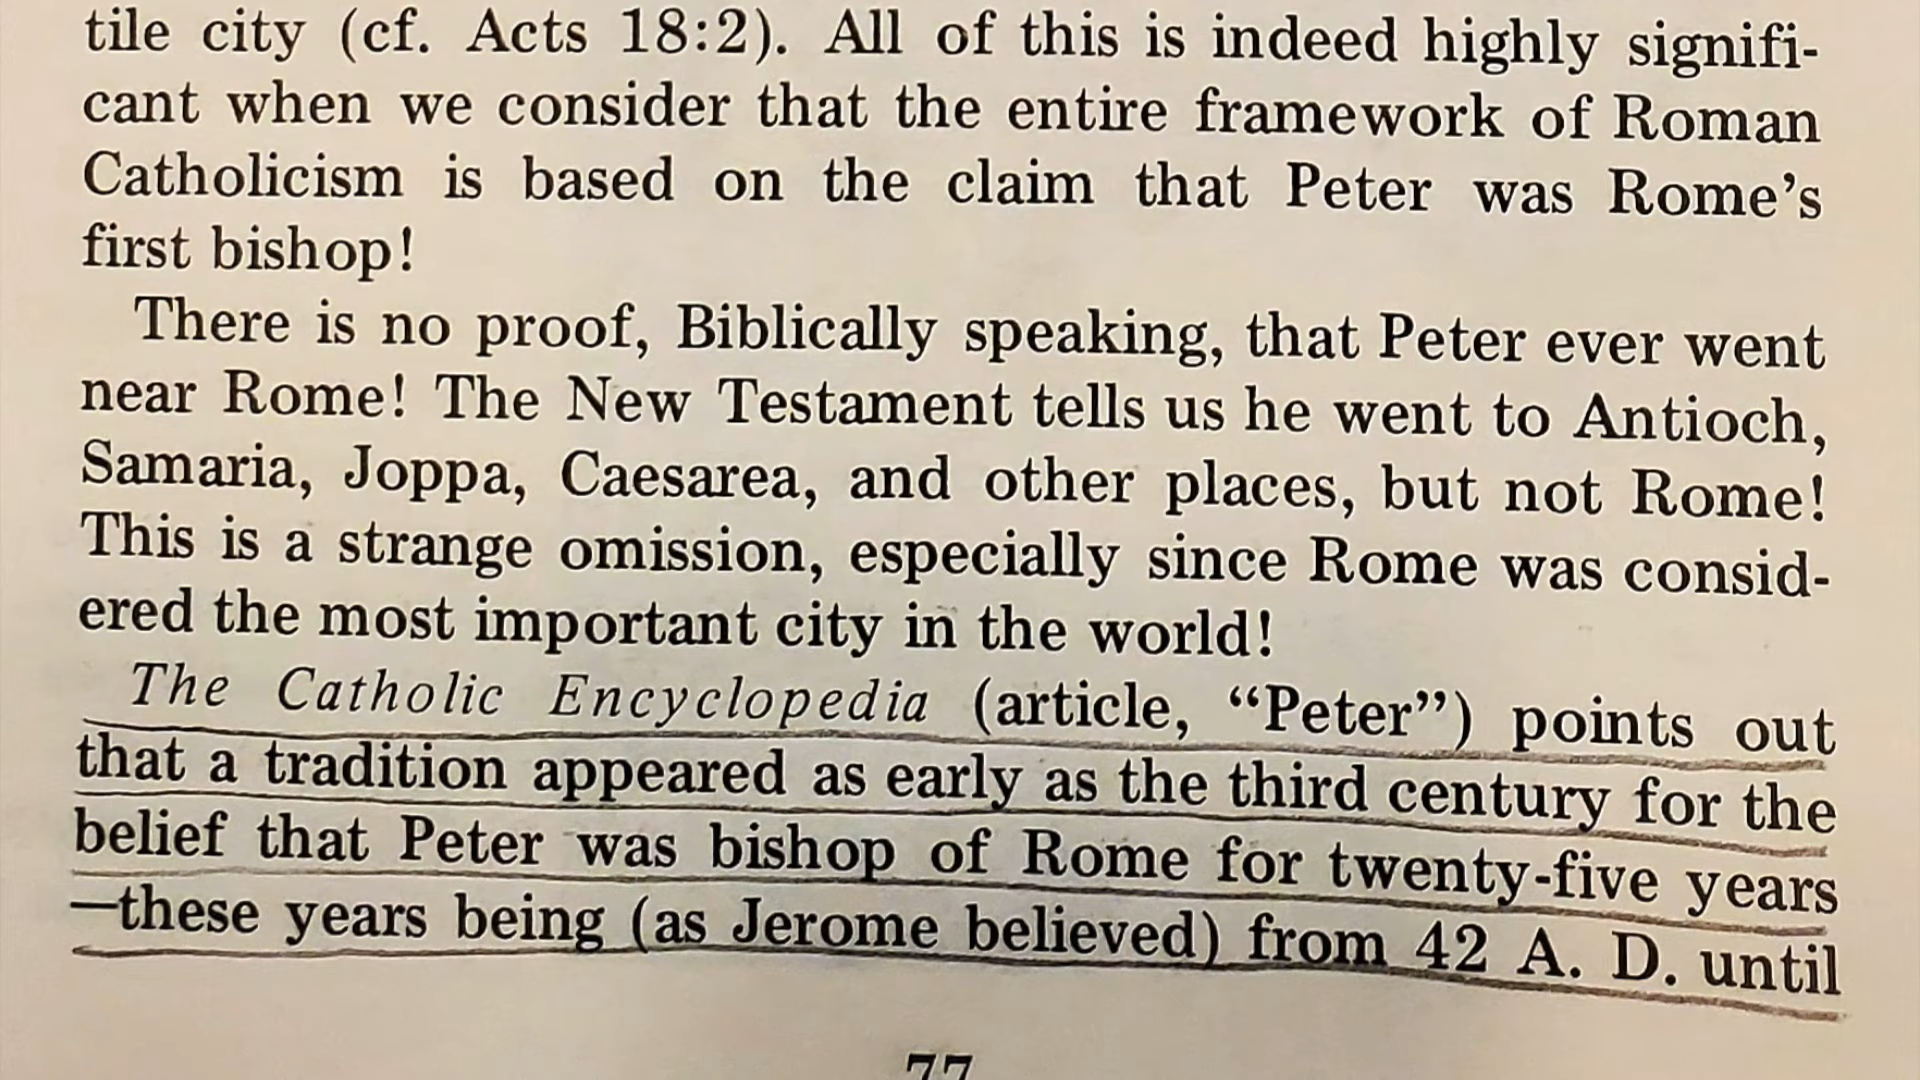 tile city (cf. Acts 18:2). All of this is indeed highly signifi-
cant when we consider that the entire framework of Roman
Catholicism is based on the claim that Peter was Rome's
first bishop!
There is no proof, Biblically speaking, that Peter ever went
near Rome! The New Testament tells us he went to Antioch,
Samaria, Joppa, Caesarea, and other places, but not Rome!
This is a strange omission, especially since Rome was consid-
ered the most important city in the world!
The Catholic Encyclopedia (article, “Peter”) points out
that a tradition appeared as early as the third century for the
belief that Peter was bishop of Rome for twenty-five years
—these years being (as Jerome believed) from 42 A. D. until
77